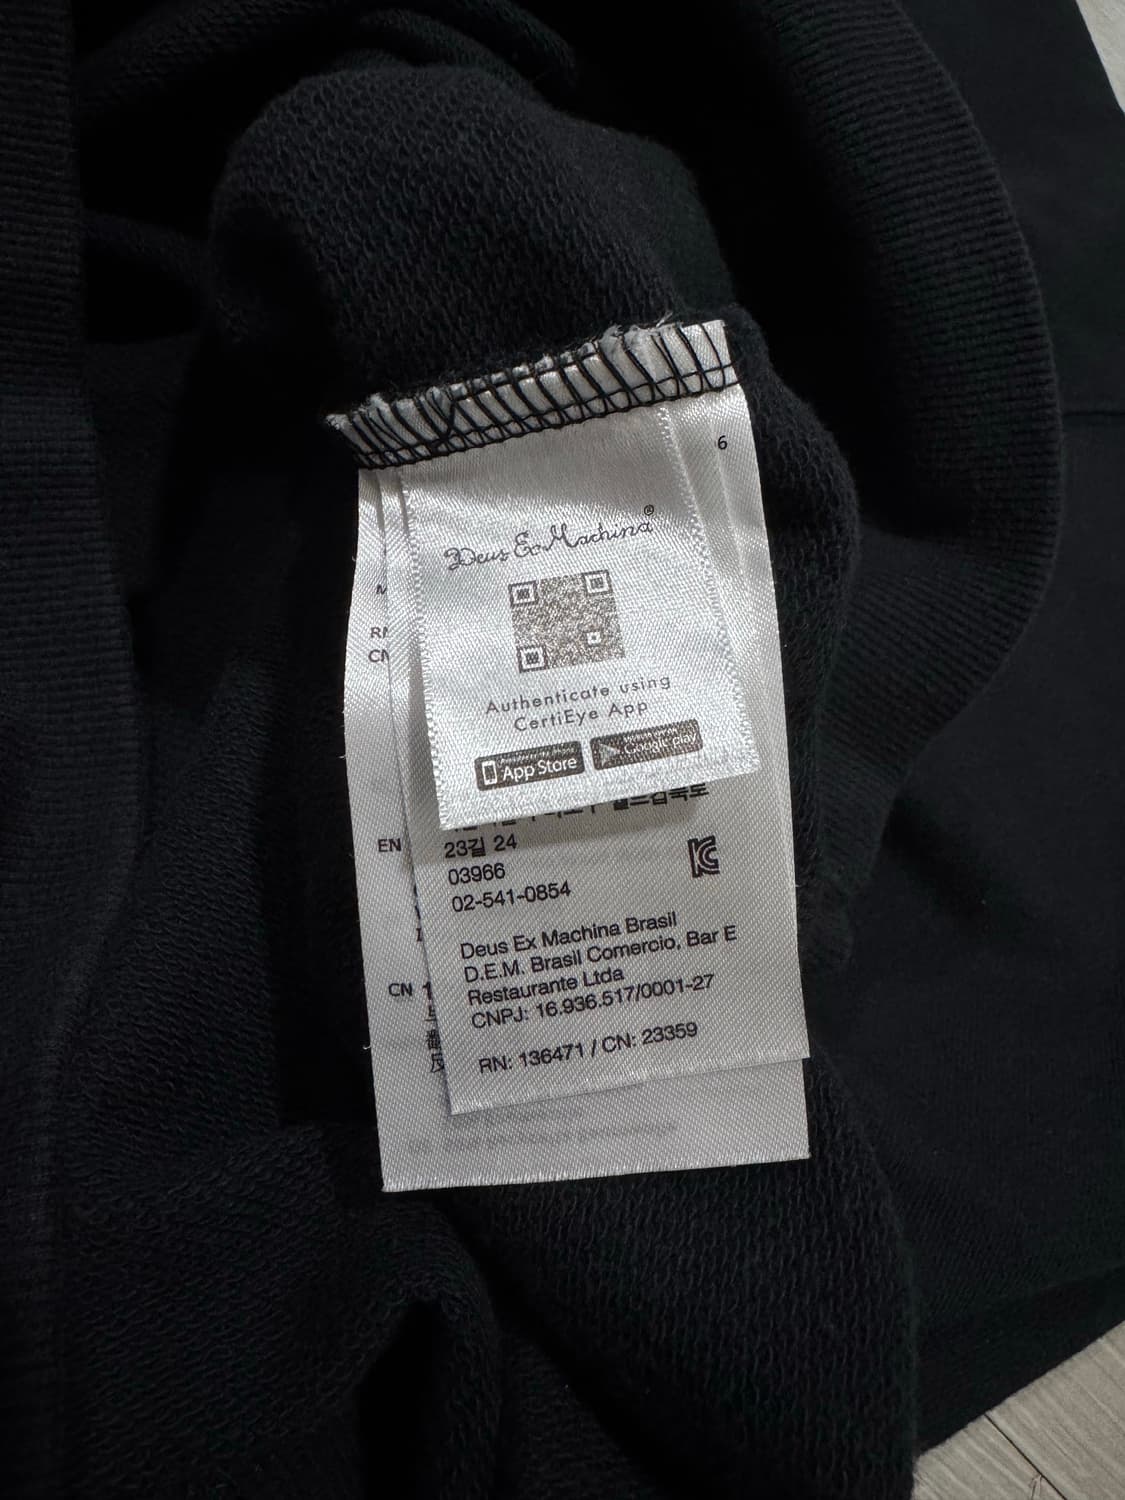 6
Deus Ex Machina®
Authenticate using
CertiEye App
App Store
Google play
EN
23길 24
03966
02-541-0854
Deus Ex Machina Brasil
D.E.M. Brasil Comercio, Bar E
Restaurante Ltda
CNPJ: 16.936.517/0001-27
CN
RN: 136471 / CN: 23359